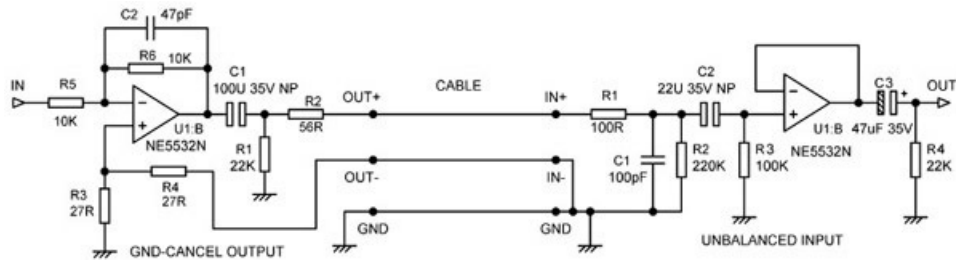 C2 47pF
R6 10K
IN
R5
10K
U1:B
NE5532N
C1
100U 35V NP
R2
56R
R1
22K
R3
27R
R4
27R
GND-CANCEL OUTPUT
CABLE
OUT+
IN+
OUT-
IN-
GND
GND
R1
100R
C1
100pF
R2
220K
C2
22U 35V NP
R3
100K
U1:B
NE5532N
C3
+
47uF 35V
OUT
R4
22K
UNBALANCED INPUT